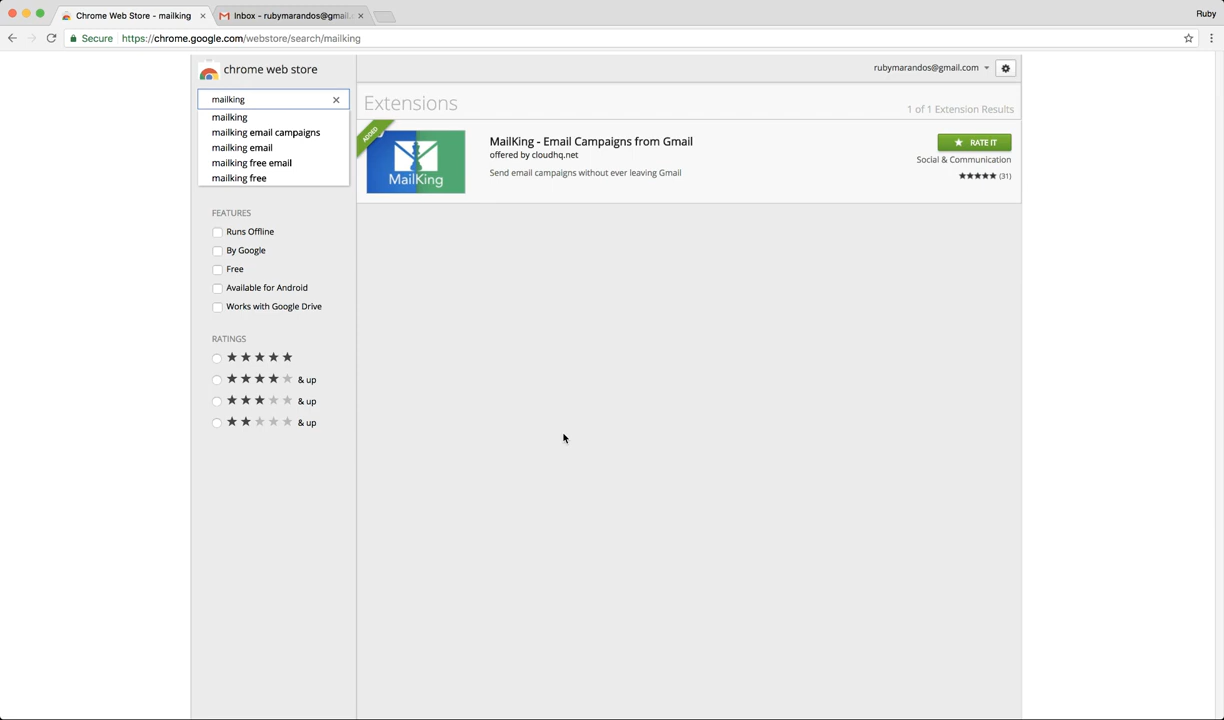 Chrome Web Store - mailking
Inbox - rubymarandos@gmail.
Ruby
Secure https://chrome.google.com/webstore/search/mailking
chrome web store
rubymarandos@gmail.com
mailking
mailking
mailking email campaigns
mailking email
mailking free email
mailking free
Extensions
1 of 1 Extension Results
ADDED
MailKing
MailKing - Email Campaigns from Gmail
offered by cloudhq.net
Send email campaigns without ever leaving Gmail
RATE IT
Social & Communication
(31)
FEATURES
Runs Offline
By Google
Free
Available for Android
Works with Google Drive
RATINGS
& up
& up
& up